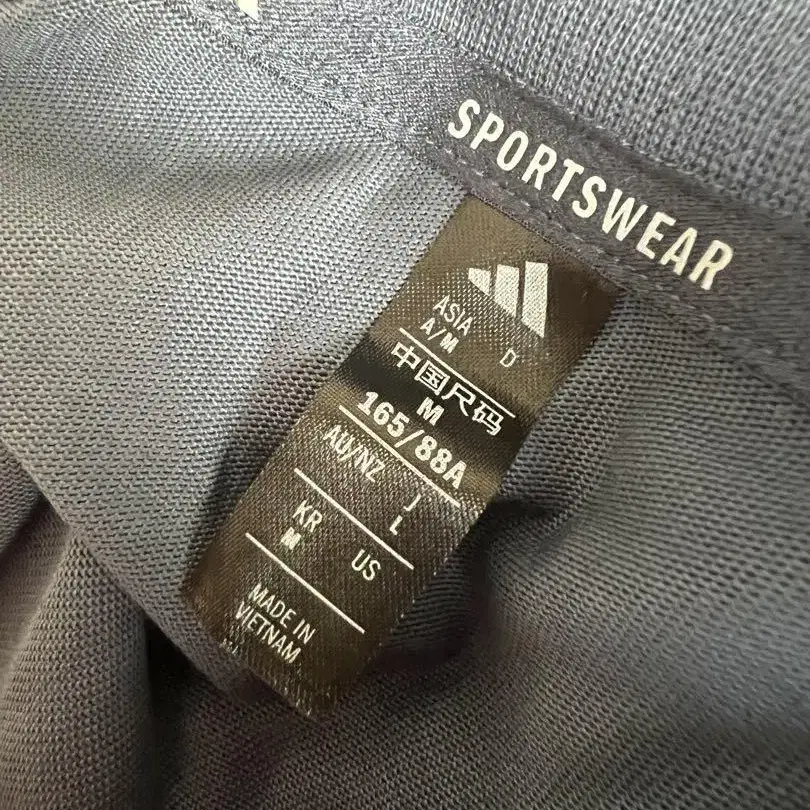 SPORTSWEAR
ASIA D
A/M
中国尺码
M
165/88A
AU/NZ J
L
KR US
M
MADE IN
VIETNAM